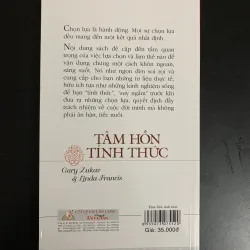 Chọn lựa là hành động. Mọi sự chọn lựa
đều mang đến một kết quả nhất định.
Nội dung sách đề cập đến tầm quan
trọng của việc lựa chọn và làm thế nào để
vận dụng chúng một cách khôn ngoan,
sáng suốt. Nó như ngọn đèn soi rọi và
cung cấp cho bạn những tư liệu thực tế,
hữu ích tựa như những kinh nghiệm sống
để bạn "tỉnh thức", "suy ngẫm" trước khi
đưa ra những chọn lựa, quyết định đầy
trách nhiệm về cuộc đời mình mà không
phải ân hận, tiếc nuối.
TÂM HỒN
TỈNH THỨC
Gary Zukav
& Linda Francis
Giá: 35.000đ